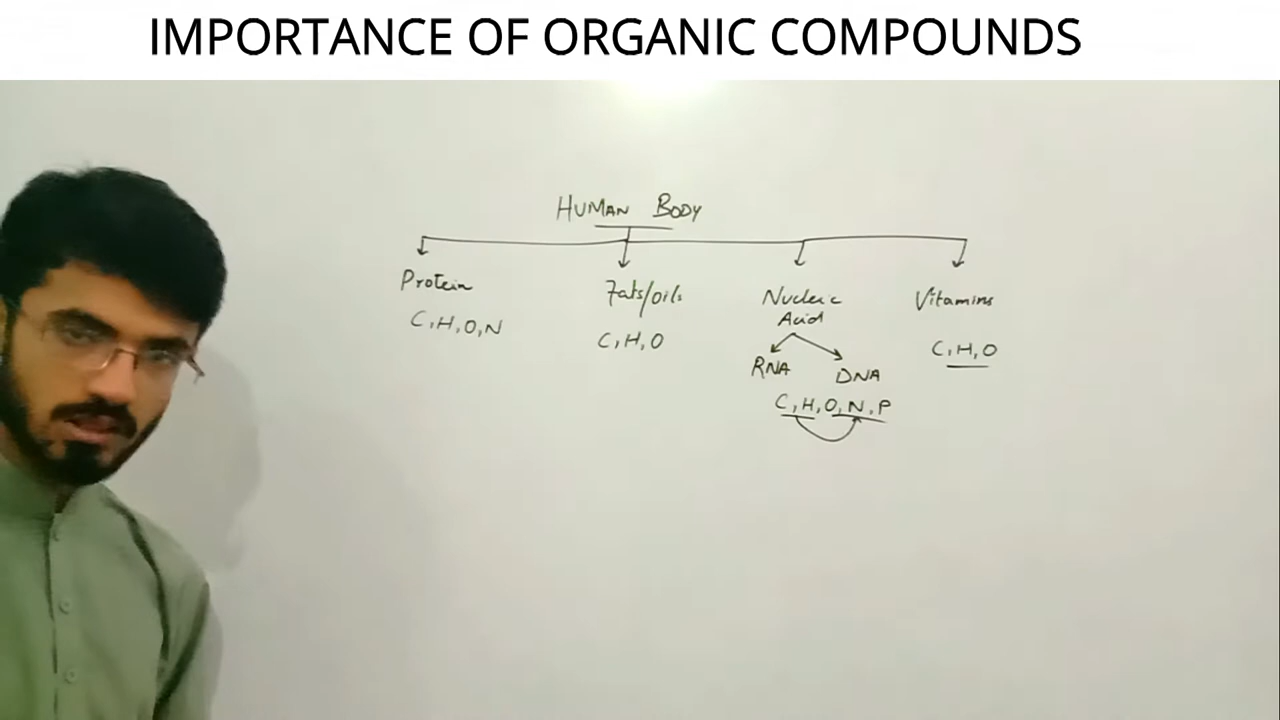 IMPORTANCE OF ORGANIC COMPOUNDS
HUMAN BODY
Protein
C,H,O,N
Fats/oils
C,H,O
Nucleic
Acid
RNA DNA
C,H,O,N,P
Vitamins
C,H,O